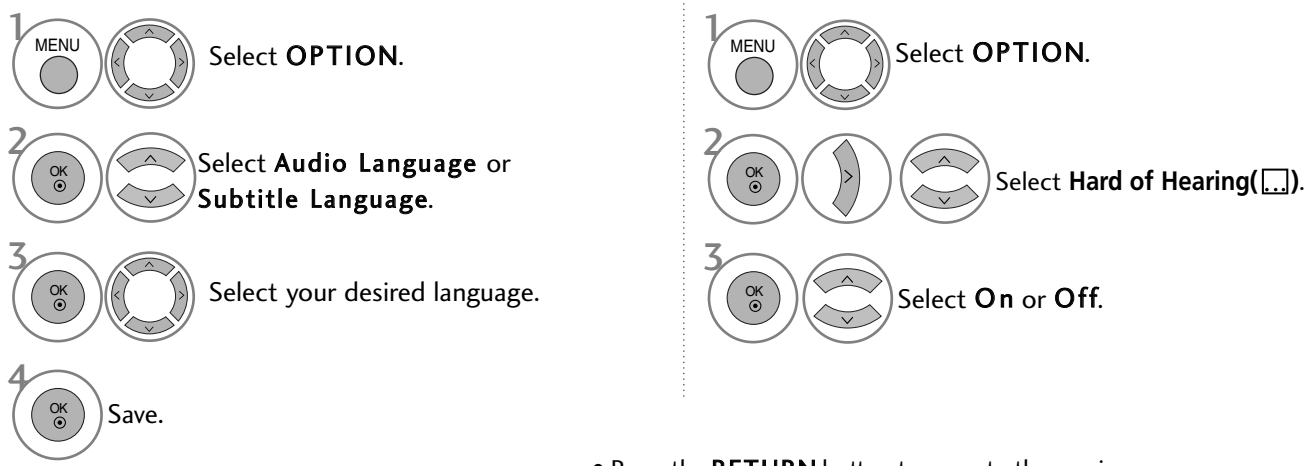 1
MENU
Select OPTION.
2
OK
Select Audio Language or
Subtitle Language.
3
OK
Select your desired language.
4
OK
Save.
1
MENU
Select OPTION.
2
OK
Select Hard of Hearing(...).
3
OK
Select On or Off.
RETURN